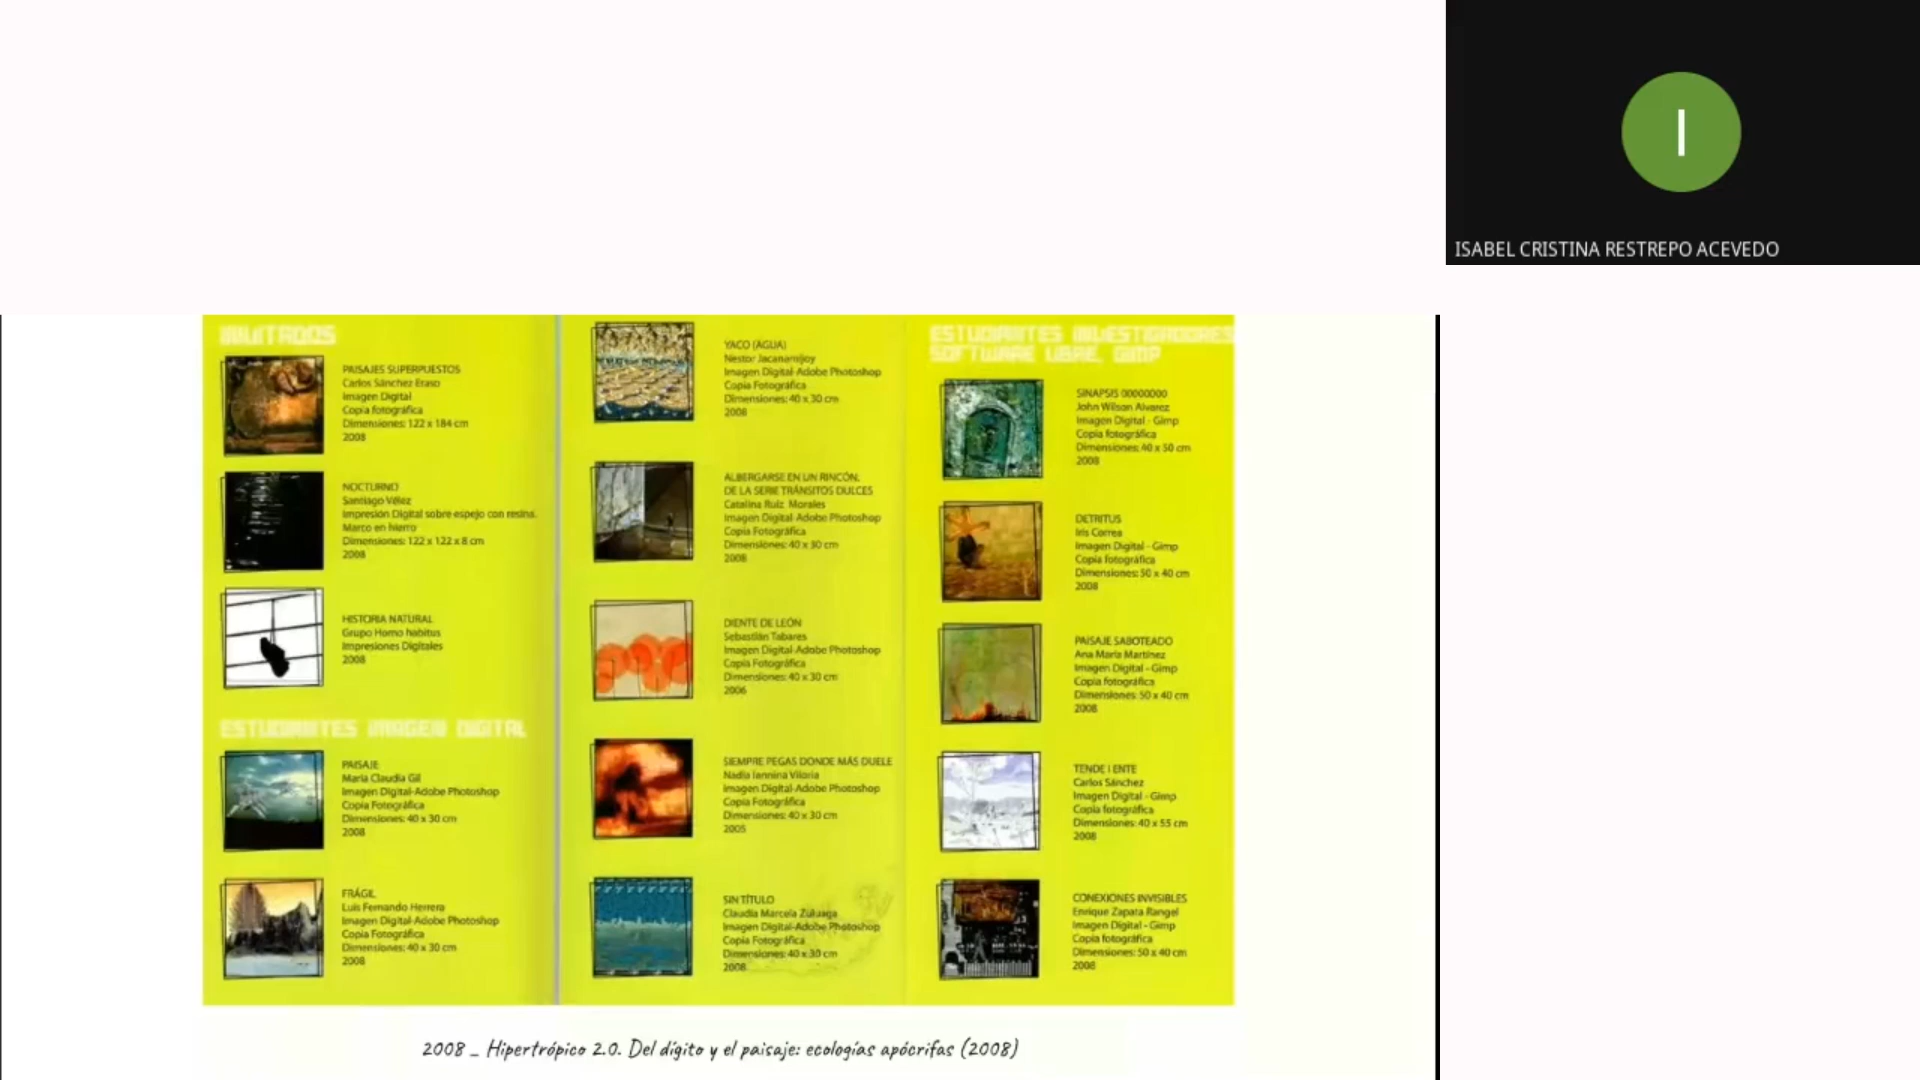 I
ISABEL CRISTINA RESTREPO ACEVEDO
INVITADOS
PAISAJES SUPERPUESTOS
Carlos Sánchez Eraso
Imagen Digital
Copia fotográfica
Dimensiones: 122 x 184 cm
2008
NOCTURNO
Santiago Vélez
Impresión Digital sobre espejo con resina.
Marco en hierro
Dimensiones: 122 x 122 x 8 cm
2008
HISTORIA NATURAL
Grupo Homo habitus
Impresiones Digitales
2008
ESTUDIANTES IMAGEN DIGITAL
PAISAJE
Maria Claudia Gil
Imagen Digital-Adobe Photoshop
Copia Fotográfica
Dimensiones: 40 x 30 cm
2008
FRÁGIL
Luis Fernando Herrera
Imagen Digital-Adobe Photoshop
Copia Fotográfica
Dimensiones: 40 x 30 cm
2008
YACO (AGUA)
Nestor Jacanamijoy
Imagen Digital-Adobe Photoshop
Copia Fotográfica
Dimensiones: 40 x 30 cm
2008
ALBERGARSE EN UN RINCÓN.
DE LA SERIE TRÁNSITOS DULCES
Catalina Ruiz Morales
Imagen Digital-Adobe Photoshop
Copia Fotográfica
Dimensiones: 40 x 30 cm
2008
DIENTE DE LEÓN
Sebastián Tabares
Imagen Digital-Adobe Photoshop
Copia Fotográfica
Dimensiones: 40 x 30 cm
2006
SIEMPRE PEGAS DONDE MÁS DUELE
Nadia Iannina Viloria
Imagen Digital-Adobe Photoshop
Copia Fotográfica
Dimensiones: 40 x 30 cm
2005
SIN TÍTULO
Claudia Marcela Zuluaga
Imagen Digital-Adobe Photoshop
Copia Fotográfica
Dimensiones: 40 x 30 cm
2008
ESTUDIANTES INVESTIGADORES
SOFTWARE LIBRE. GIMP
SINAPSIS 00000000
John Wilson Alvarez
Imagen Digital - Gimp
Copia fotográfica
Dimensiones: 40 x 50 cm
2008
DETRITUS
Iris Correa
Imagen Digital - Gimp
Copia fotográfica
Dimensiones: 50 x 40 cm
2008
PAISAJE SABOTEADO
Ana María Martínez
Imagen Digital - Gimp
Copia fotográfica
Dimensiones: 50 x 40 cm
2008
TENDE I ENTE
Carlos Sánchez
Imagen Digital - Gimp
Copia fotográfica
Dimensiones: 40 x 55 cm
2008
CONEXIONES INVISIBLES
Enrique Zapata Rangel
Imagen Digital - Gimp
Copia fotográfica
Dimensiones: 50 x 40 cm
2008
2008 _ Hipertrópico 2.0. Del dígito y el paisaje: ecologías apócrifas (2008)